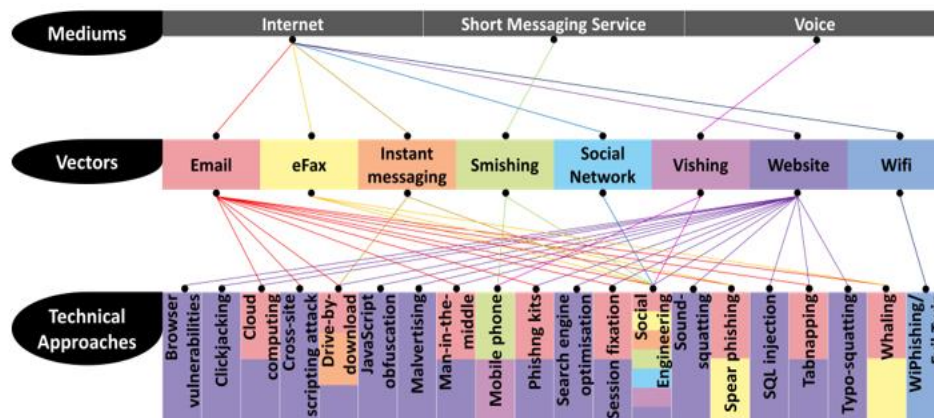 Mediums
Internet
Short Messaging Service
Voice
Vectors
Email
eFax
Instant
messaging
Smishing
Social
Network
Vishing
Website
Wifi
Technical
Approaches
Browser
vulnerabilities
Clickjacking
Cloud
computing
Cross-site
scripting attack
Drive-by-
download
JavaScript
obfuscation
Malvertising
Man-in-the-
middle
Mobile phone
Phishng kits
Search engine
optimisation
Session fixation
Social
Engineering
Sound-
squatting
Spear phishing
SQL injection
Tabnapping
Typo-squatting
Whaling
WiPhishing/